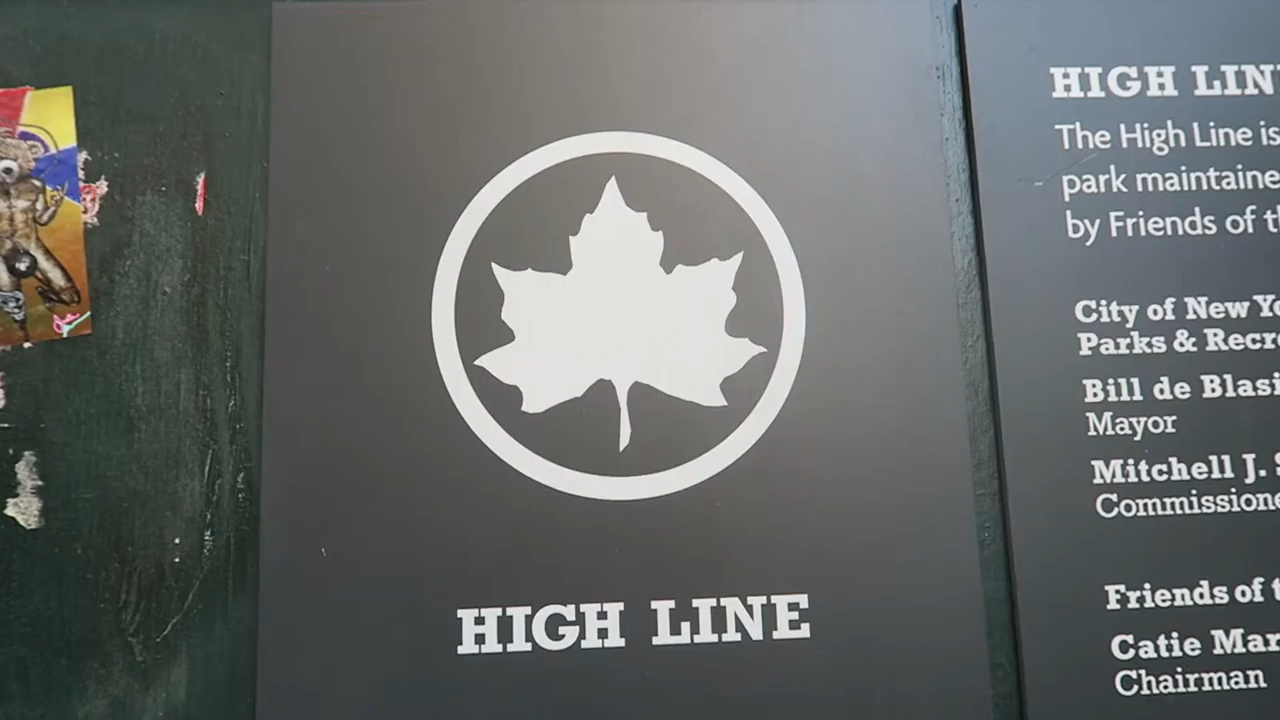 HIGH LINE
HIGH LIN
The High Line is
park maintaine
by Friends of t
City of New Yo
Parks & Recre
Bill de Blasi
Mayor
Mitchell J. S
Commissione
Friends of t
Catie Mar
Chairman